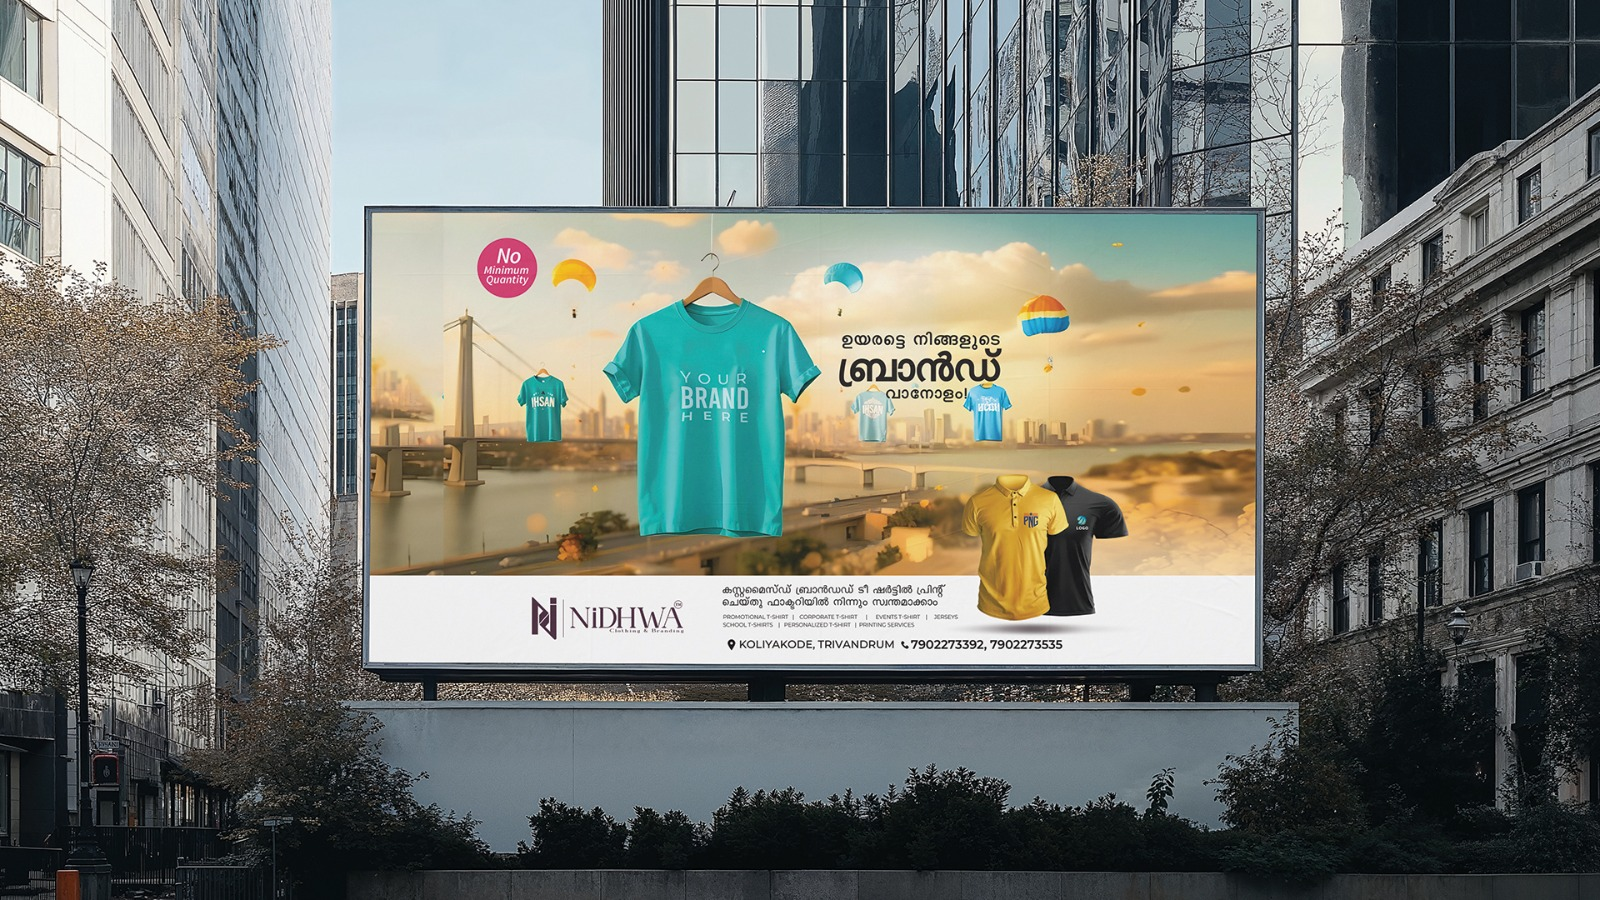 No
Minimum
Quantity
ഉയരട്ടെ നിങ്ങളുടെ
ബ്രാൻഡ്
വാനോളം!
YOUR
BRAND
HERE
IHSAN
IHSAN
PNG
LOGO
NiDHWA
Clothing & Branding
കസ്റ്റമൈസ്ഡ് ബ്രാൻഡഡ് ടീ ഷർട്ടിൽ പ്രിന്റ്
ചെയ്തു ഫാക്ടറിയിൽ നിന്നും സ്വന്തമാക്കാം
PROMOTIONAL T-SHIRT | CORPORATE T-SHIRT | EVENTS T-SHIRT | JERSEYS
SCHOOL T-SHIRTS | PERSONALIZED T-SHIRT | PRINTING SERVICES
KOLIYAKODE, TRIVANDRUM 7902273392, 7902273535